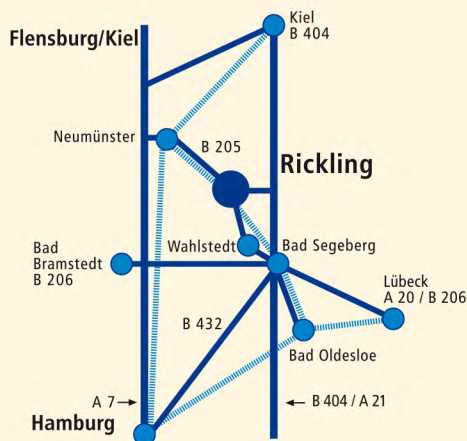 Kiel
B 404
Flensburg/Kiel
Neumünster
B 205
Rickling
Wahlstedt
Bad Segeberg
Bad
Bramstedt
B 206
Lübeck
A 20 / B 206
B 432
Bad Oldesloe
A 7
B 404 / A 21
Hamburg